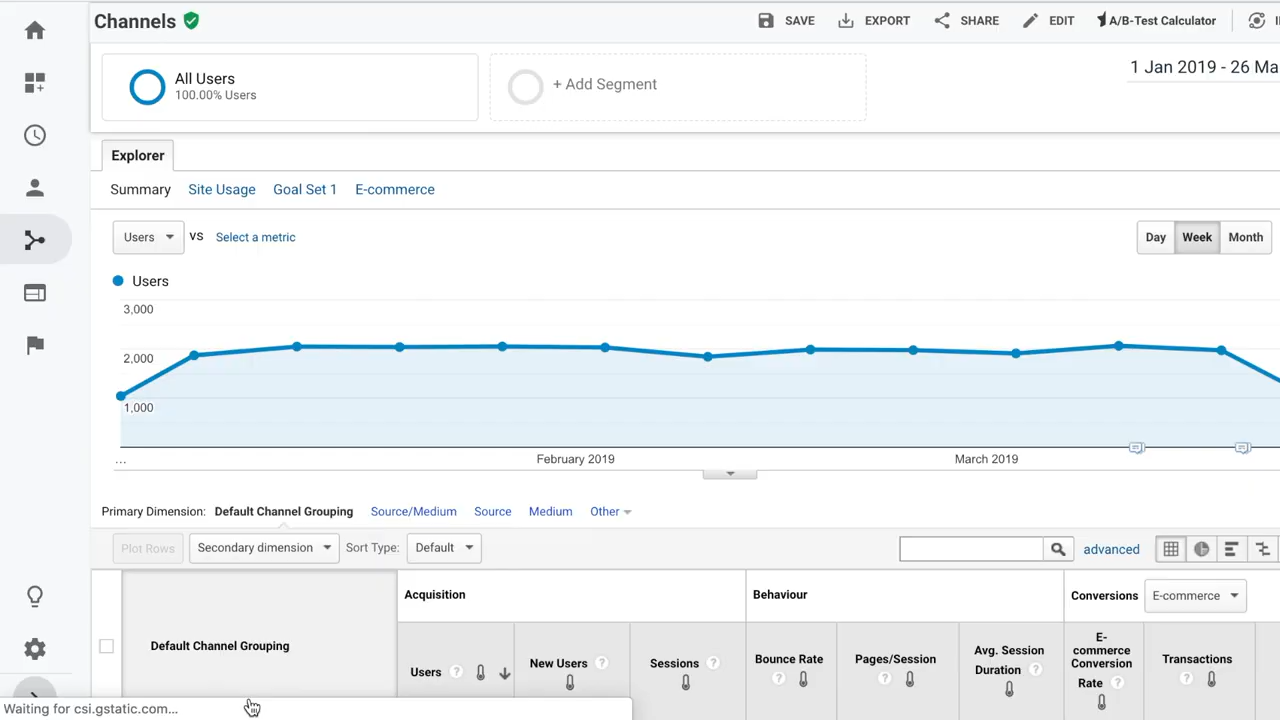 Channels
SAVE
EXPORT
SHARE
EDIT
A/B-Test Calculator
All Users
100.00% Users
+ Add Segment
1 Jan 2019 - 26 Ma
Explorer
Summary
Site Usage
Goal Set 1
E-commerce
Users
VS
Select a metric
Day
Week
Month
Users
3,000
2,000
1,000
...
February 2019
March 2019
Primary Dimension:
Default Channel Grouping
Source/Medium
Source
Medium
Other
Plot Rows
Secondary dimension
Sort Type:
Default
advanced
Acquisition
Behaviour
Conversions
E-commerce
Default Channel Grouping
Users
New Users
Sessions
Bounce Rate
Pages/Session
Avg. Session
Duration
E-
commerce
Conversion
Rate
Transactions
Waiting for csi.gstatic.com...